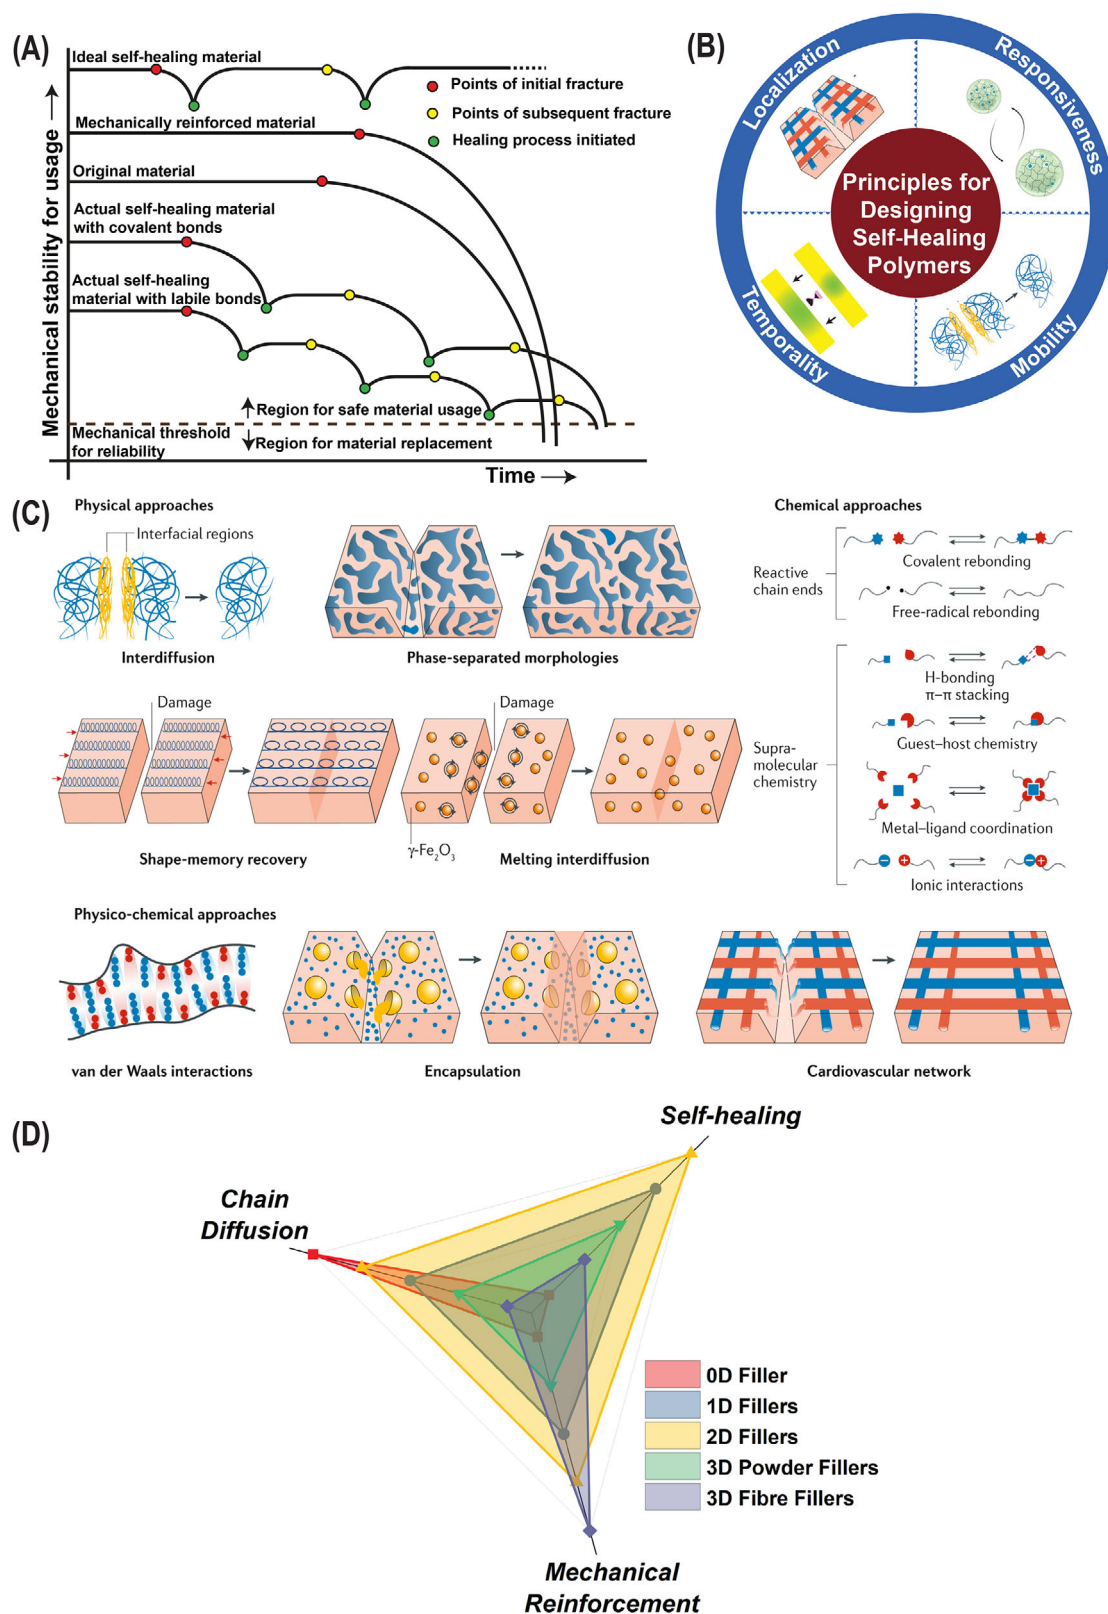 (A)
Ideal self-healing material
Points of initial fracture
Points of subsequent fracture
Healing process initiated
Mechanically reinforced material
Original material
Actual self-healing material
with covalent bonds
Actual self-healing
material with labile bonds
Region for safe material usage
Mechanical threshold
for reliability
Region for material replacement
Mechanical stability for usage
Time
(B)
Localization
Responsiveness
Temporality
Mobility
Principles for
Designing
Self-Healing
Polymers
(C)
Physical approaches
Interfacial regions
Interdiffusion
Phase-separated morphologies
Damage
Shape-memory recovery
Damage
γ-Fe₂O₃
Melting interdiffusion
Chemical approaches
Reactive
chain ends
Covalent rebonding
Free-radical rebonding
Supra-
molecular
chemistry
H-bonding
π–π stacking
Guest–host chemistry
Metal–ligand coordination
− + −+
Ionic interactions
Physico-chemical approaches
van der Waals interactions
Encapsulation
Cardiovascular network
(D)
Self-healing
Chain
Diffusion
Mechanical
Reinforcement
0D Filler
1D Fillers
2D Fillers
3D Powder Fillers
3D Fibre Fillers